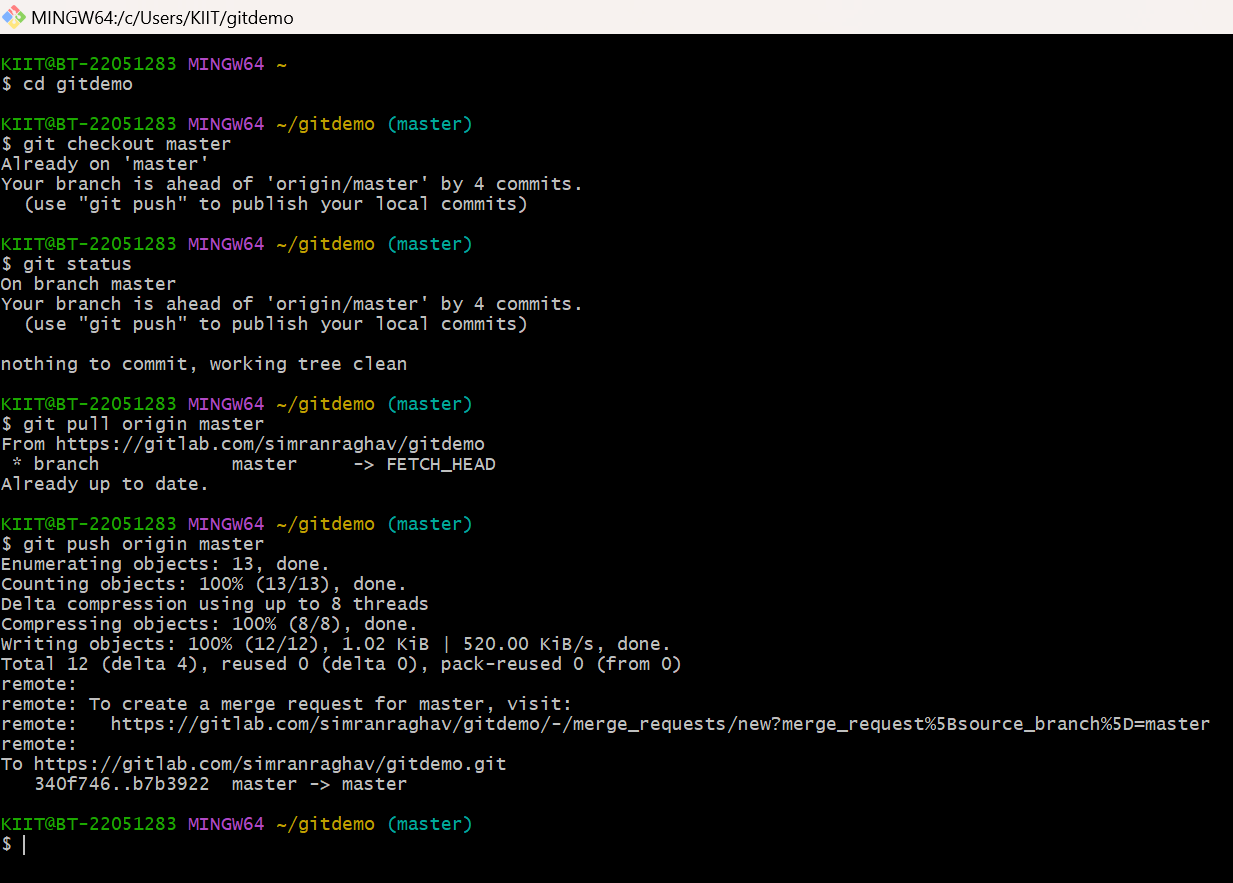 MINGW64:/c/Users/KIIT/gitdemo
KIIT@BT-22051283 MINGW64 ~
$ cd gitdemo
KIIT@BT-22051283 MINGW64 ~/gitdemo (master)
$ git checkout master
Already on 'master'
Your branch is ahead of 'origin/master' by 4 commits.
  (use "git push" to publish your local commits)
KIIT@BT-22051283 MINGW64 ~/gitdemo (master)
$ git status
On branch master
Your branch is ahead of 'origin/master' by 4 commits.
  (use "git push" to publish your local commits)
nothing to commit, working tree clean
KIIT@BT-22051283 MINGW64 ~/gitdemo (master)
$ git pull origin master
From https://gitlab.com/simranraghav/gitdemo
 * branch            master     -> FETCH_HEAD
Already up to date.
KIIT@BT-22051283 MINGW64 ~/gitdemo (master)
$ git push origin master
Enumerating objects: 13, done.
Counting objects: 100% (13/13), done.
Delta compression using up to 8 threads
Compressing objects: 100% (8/8), done.
Writing objects: 100% (12/12), 1.02 KiB | 520.00 KiB/s, done.
Total 12 (delta 4), reused 0 (delta 0), pack-reused 0 (from 0)
remote:
remote: To create a merge request for master, visit:
remote:   https://gitlab.com/simranraghav/gitdemo/-/merge_requests/new?merge_request%5Bsource_branch%5D=master
remote:
To https://gitlab.com/simranraghav/gitdemo.git
   340f746..b7b3922  master -> master
KIIT@BT-22051283 MINGW64 ~/gitdemo (master)
$